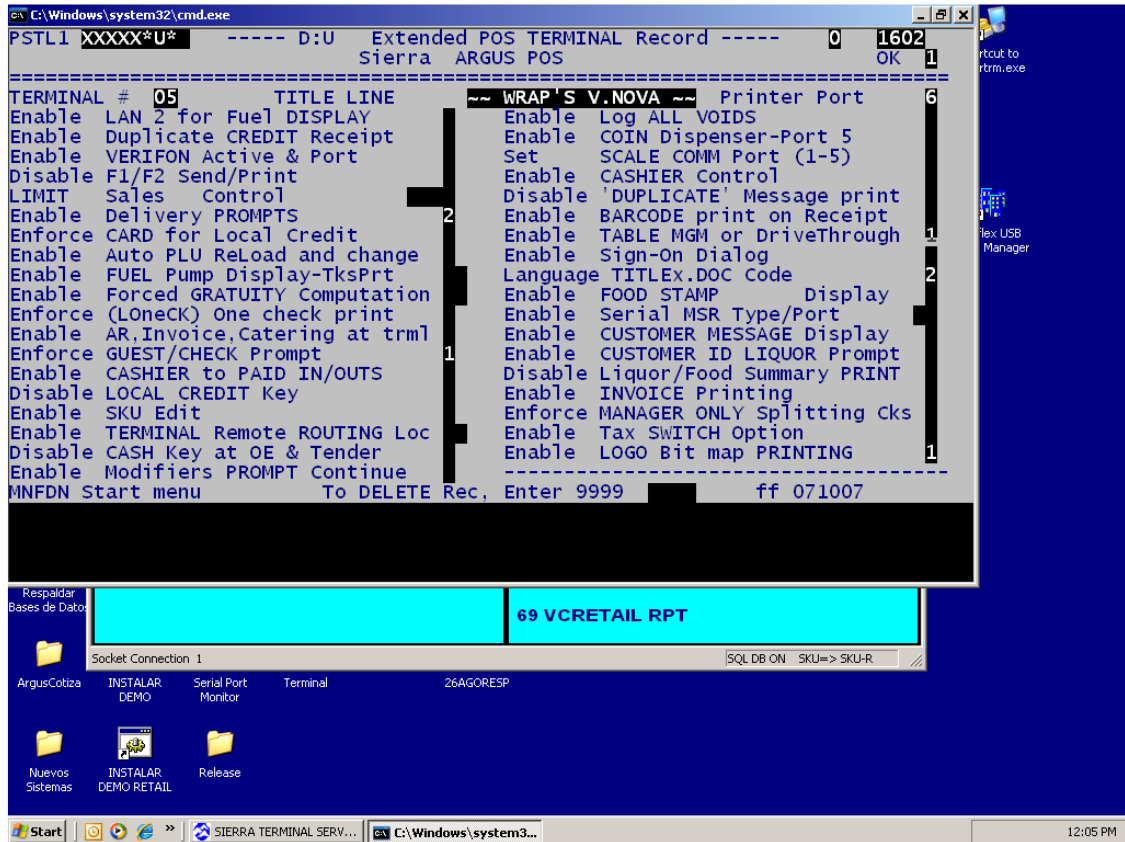 C:\Windows\system32\cmd.exe
PSTL1 XXXXX*U* ----- D:U Extended POS TERMINAL Record ----- 0 1602
Sierra ARGUS POS OK 1
==============================================================================
TERMINAL # 05 TITLE LINE ~~ WRAP'S V.NOVA ~~ Printer Port 6
Enable LAN 2 for Fuel DISPLAY Enable Log ALL VOIDS
Enable Duplicate CREDIT Receipt Enable COIN Dispenser-Port 5
Enable VERIFON Active & Port Set SCALE COMM Port (1-5)
Disable F1/F2 Send/Print Enable CASHIER Control
LIMIT Sales Control Disable 'DUPLICATE' Message print
Enable Delivery PROMPTS 2 Enable BARCODE print on Receipt
Enforce CARD for Local Credit Enable TABLE MGM or DriveThrough 1
Enable Auto PLU ReLoad and change Enable Sign-On Dialog
Enable FUEL Pump Display-TksPrt Language TITLEx.DOC Code 2
Enable Forced GRATUITY Computation Enable FOOD STAMP Display
Enforce (LOneCK) One check print Enable Serial MSR Type/Port
Enable AR,Invoice,Catering at trml Enable CUSTOMER MESSAGE Display
Enforce GUEST/CHECK Prompt 1 Enable CUSTOMER ID LIQUOR Prompt
Enable CASHIER to PAID IN/OUTS Disable Liquor/Food Summary PRINT
Disable LOCAL CREDIT Key Enable INVOICE Printing
Enable SKU Edit Enforce MANAGER ONLY Splitting Cks
Enable TERMINAL Remote ROUTING Loc Enable Tax SWITCH Option
Disable CASH Key at OE & Tender Enable LOGO Bit map PRINTING 1
Enable Modifiers PROMPT Continue -------------------------------------
MNFDN Start menu To DELETE Rec, Enter 9999 ff 071007
rtcut to
rtrm.exe
flex USB
Manager
Respaldar
Bases de Datos
69 VCRETAIL RPT
Socket Connection 1 SQL DB ON SKU=> SKU-R
ArgusCotiza
INSTALAR
DEMO
Serial Port
Monitor
Terminal
26AGORESP
Nuevos
Sistemas
INSTALAR
DEMO RETAIL
Release
Start » SIERRA TERMINAL SERV... C:\Windows\system3... 12:05 PM